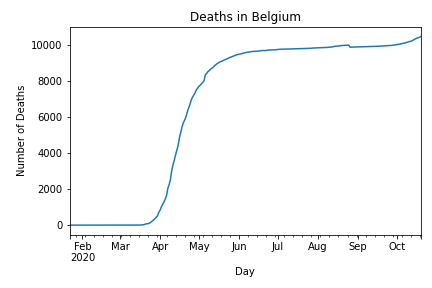 Deaths in Belgium
Number of Deaths
10000
8000
6000
4000
2000
0
Feb Mar Apr May Jun Jul Aug Sep Oct
2020
Day